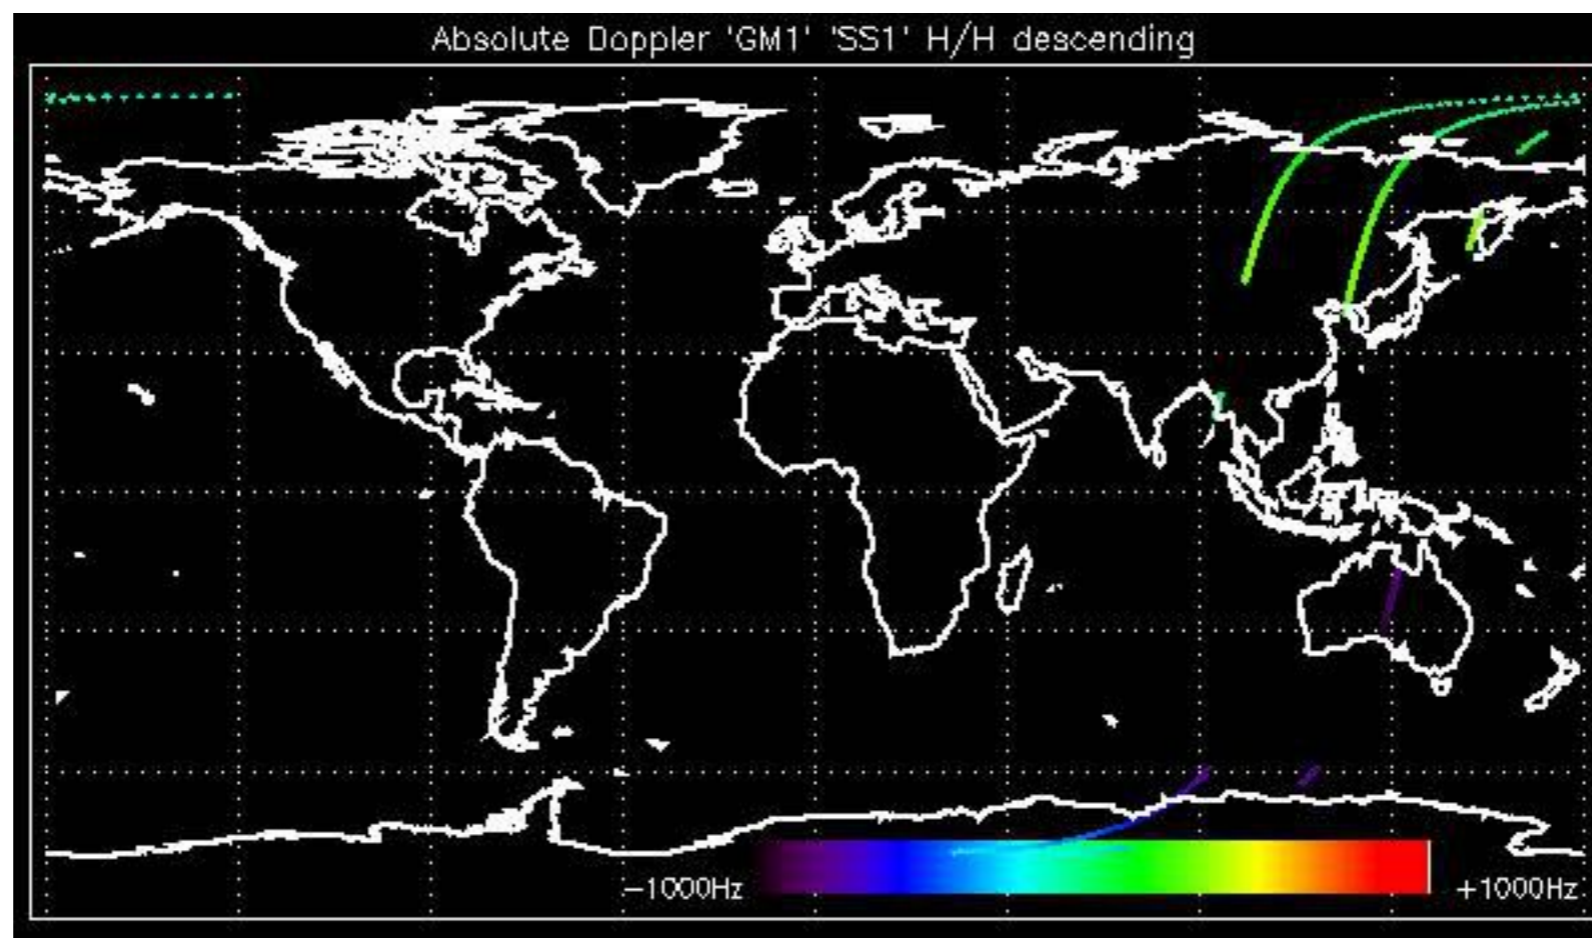 Absolute Doppler 'GM1' 'SS1' H/H descending
−1000Hz
+1000Hz